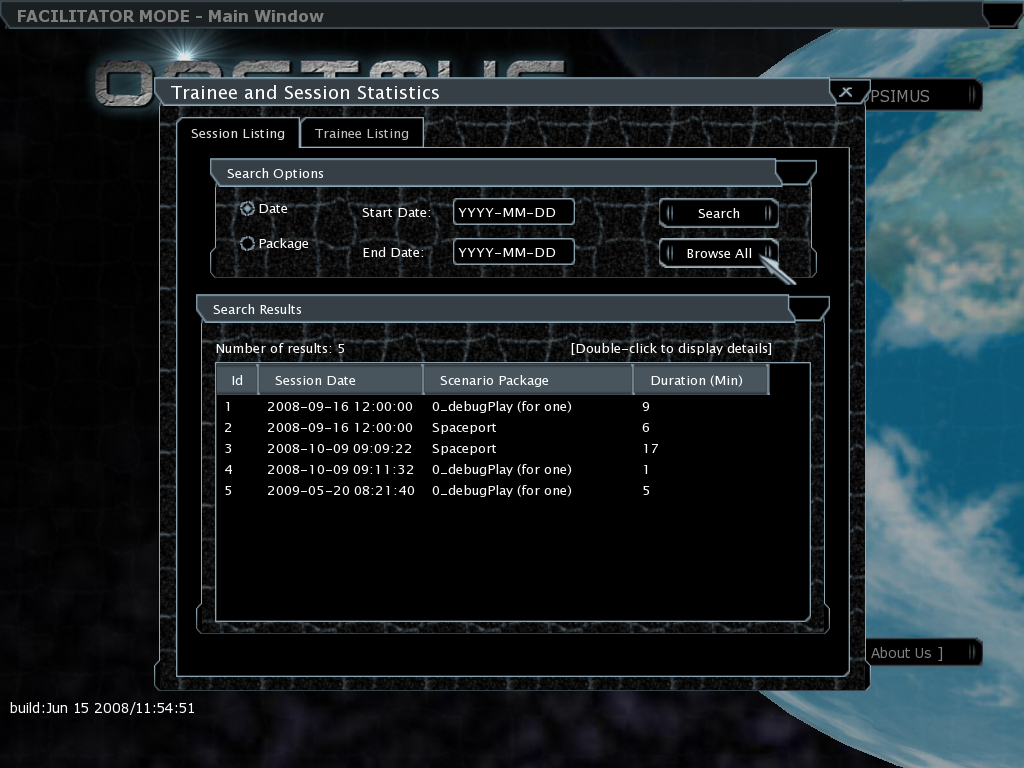 FACILITATOR MODE - Main Window
Trainee and Session Statistics
PSIMUS
Session Listing
Trainee Listing
Search Options
Date
Start Date:
YYYY-MM-DD
Search
Package
End Date:
YYYY-MM-DD
Browse All
Search Results
Number of results: 5
[Double-click to display details]
Id Session Date Scenario Package Duration (Min)
1 2008-09-16 12:00:00 0_debugPlay (for one) 9
2 2008-09-16 12:00:00 Spaceport 6
3 2008-10-09 09:09:22 Spaceport 17
4 2008-10-09 09:11:32 0_debugPlay (for one) 1
5 2009-05-20 08:21:40 0_debugPlay (for one) 5
About Us ]
build:Jun 15 2008/11:54:51